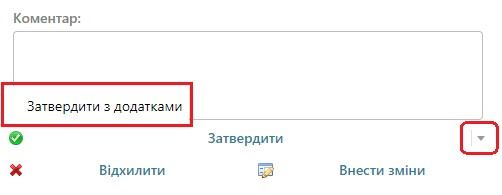 Коментар:
Затвердити з додатками
Затвердити
Відхилити Внести зміни